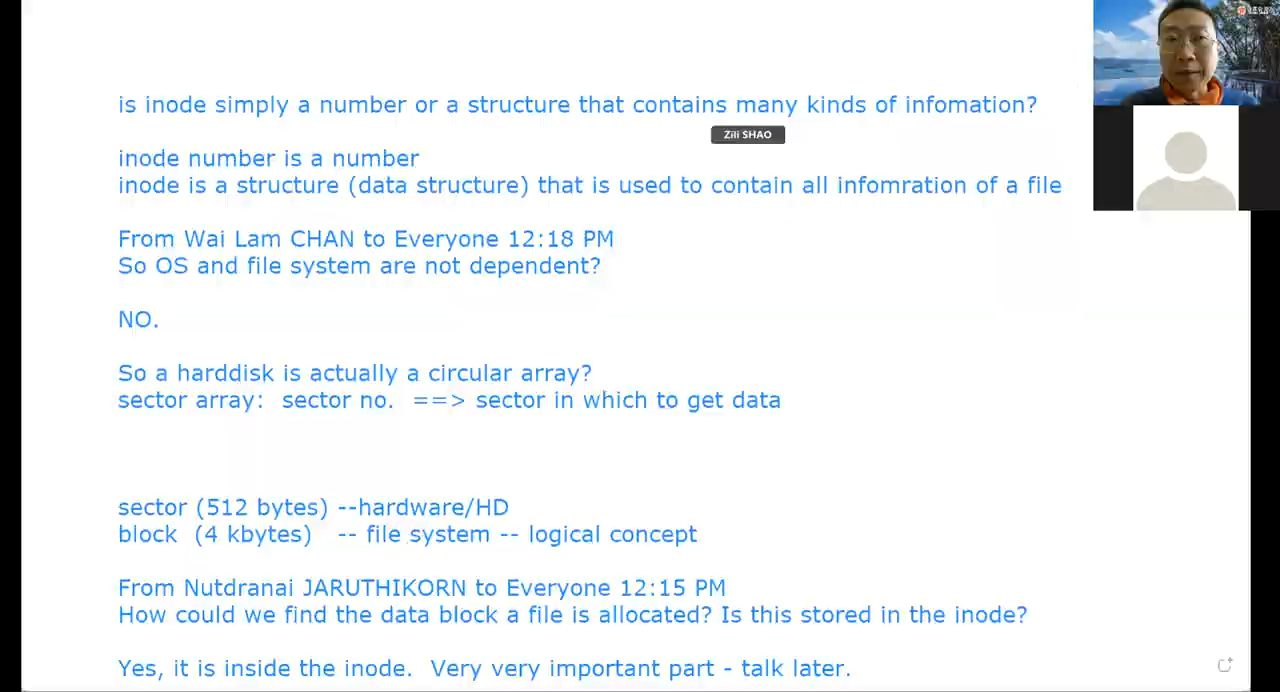 is inode simply a number or a structure that contains many kinds of infomation?
Zili SHAO
inode number is a number
inode is a structure (data structure) that is used to contain all infomration of a file
From Wai Lam CHAN to Everyone 12:18 PM
So OS and file system are not dependent?
NO.
So a harddisk is actually a circular array?
sector array: sector no. ==> sector in which to get data
sector (512 bytes) --hardware/HD
block (4 kbytes) -- file system -- logical concept
From Nutdranai JARUTHIKORN to Everyone 12:15 PM
How could we find the data block a file is allocated? Is this stored in the inode?
Yes, it is inside the inode. Very very important part - talk later.